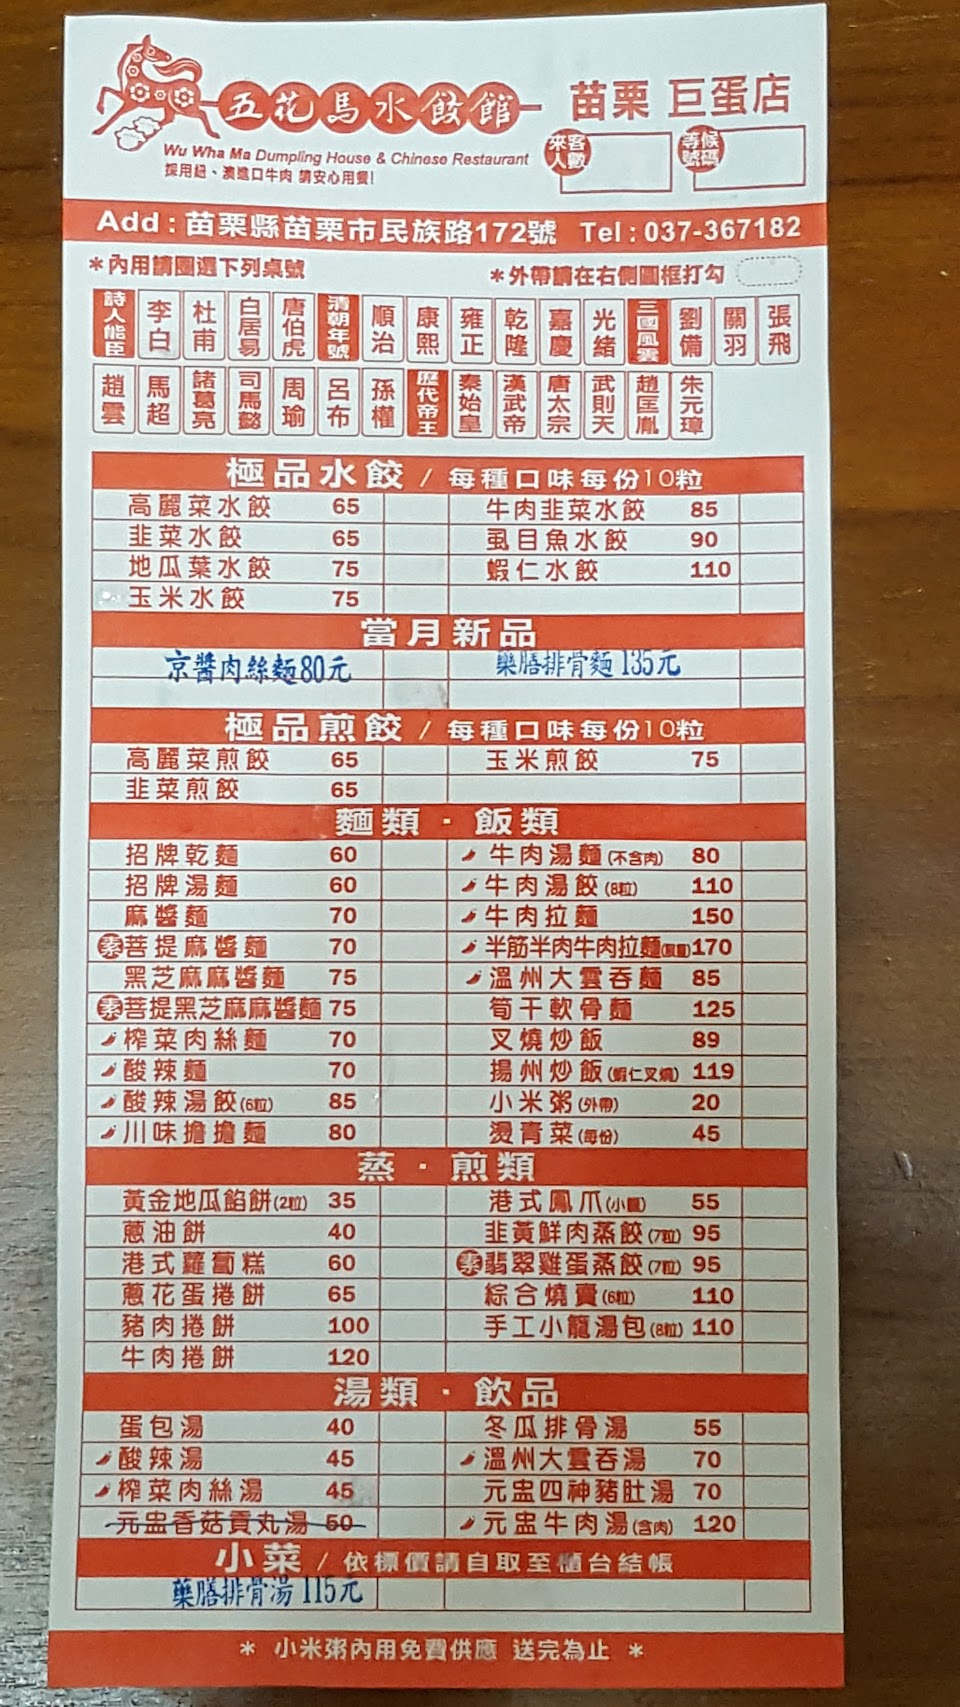 五花馬水餃館 苗栗 巨蛋店
Wu Wha Ma Dumpling House & Chinese Restaurant
採用紐、澳進口牛肉 請安心用餐!
來客人數 等候號碼
Add : 苗栗縣苗栗市民族路172號 Tel : 037-367182
*內用請圈選下列桌號 *外帶請在右側圓框打勾
詩人能臣 李白 杜甫 白居易 唐伯虎 清朝年號 順治 康熙 雍正 乾隆 嘉慶 光緒 三國風雲 劉備 關羽 張飛
趙雲 馬超 諸葛亮 司馬懿 周瑜 呂布 孫權 歷代帝王 秦始皇 漢武帝 唐太宗 武則天 趙匡胤 朱元璋
極品水餃 / 每種口味每份10粒
高麗菜水餃 65 牛肉韭菜水餃 85
韭菜水餃 65 虱目魚水餃 90
地瓜葉水餃 75 蝦仁水餃 110
玉米水餃 75
當月新品
京醬肉絲麵80元 藥膳排骨麵135元
極品煎餃 / 每種口味每份10粒
高麗菜煎餃 65 玉米煎餃 75
韭菜煎餃 65
麵類・飯類
招牌乾麵 60 牛肉湯麵(不含肉) 80
招牌湯麵 60 牛肉湯餃(8粒) 110
麻醬麵 70 牛肉拉麵 150
素菩提麻醬麵 70 半筋半肉牛肉拉麵 170
黑芝麻麻醬麵 75 溫州大雲吞麵 85
素菩提黑芝麻麻醬麵 75 筍干軟骨麵 125
榨菜肉絲麵 70 叉燒炒飯 89
酸辣麵 70 揚州炒飯(蝦仁叉燒) 119
酸辣湯餃(6粒) 85 小米粥(外帶) 20
川味擔擔麵 80 燙青菜(每份) 45
蒸・煎類
黃金地瓜餡餅(2粒) 35 港式鳳爪(小籠) 55
蔥油餅 40 韭黃鮮肉蒸餃(7粒) 95
港式蘿蔔糕 60 素翡翠雞蛋蒸餃(7粒) 95
蔥花蛋捲餅 65 綜合燒賣(6粒) 110
豬肉捲餅 100 手工小籠湯包(8粒) 110
牛肉捲餅 120
湯類・飲品
蛋包湯 40 冬瓜排骨湯 55
酸辣湯 45 溫州大雲吞湯 70
榨菜肉絲湯 45 元盅四神豬肚湯 70
元盅香菇貢丸湯 50 元盅牛肉湯(含肉) 120
小菜 / 依標價請自取至櫃台結帳
藥膳排骨湯115元
* 小米粥內用免費供應 送完為止 *